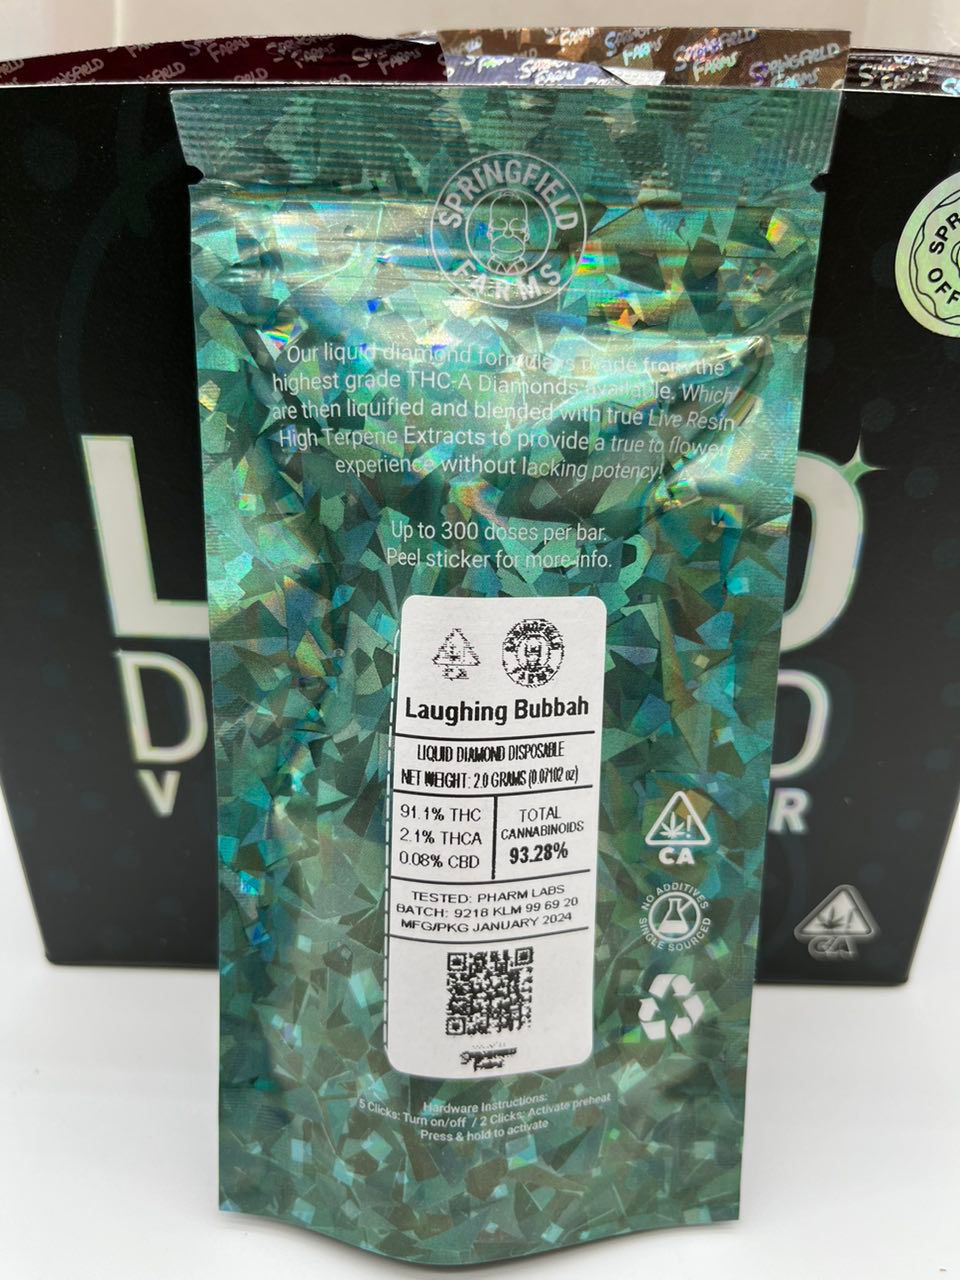 SPRINGFIELD FARMS
SPRINGFIELD FARMS
Our liquid diamond formula is made from the
highest grade THC-A Diamonds available. Which
are then liquified and blended with true Live Resin
High Terpene Extracts to provide a true to flower
experience without lacking potency!
Up to 300 doses per bar.
Peel sticker for more info.
SPRINGFIELD FARMS
Laughing Bubbah
LIQUID DIAMOND DISPOSABLE
NET WEIGHT: 2.0 GRAMS (0.07102 oz)
91.1% THC
2.1% THCA
0.08% CBD
TOTAL
CANNABINOIDS
93.28%
TESTED: PHARM LABS
BATCH: 9218 KLM 99 69 20
MFG/PKG JANUARY 2024
CA
NO ADDITIVES
SINGLE SOURCED
CA
Hardware Instructions:
5 Clicks: Turn on/off / 2 Clicks: Activate preheat
Press & hold to activate